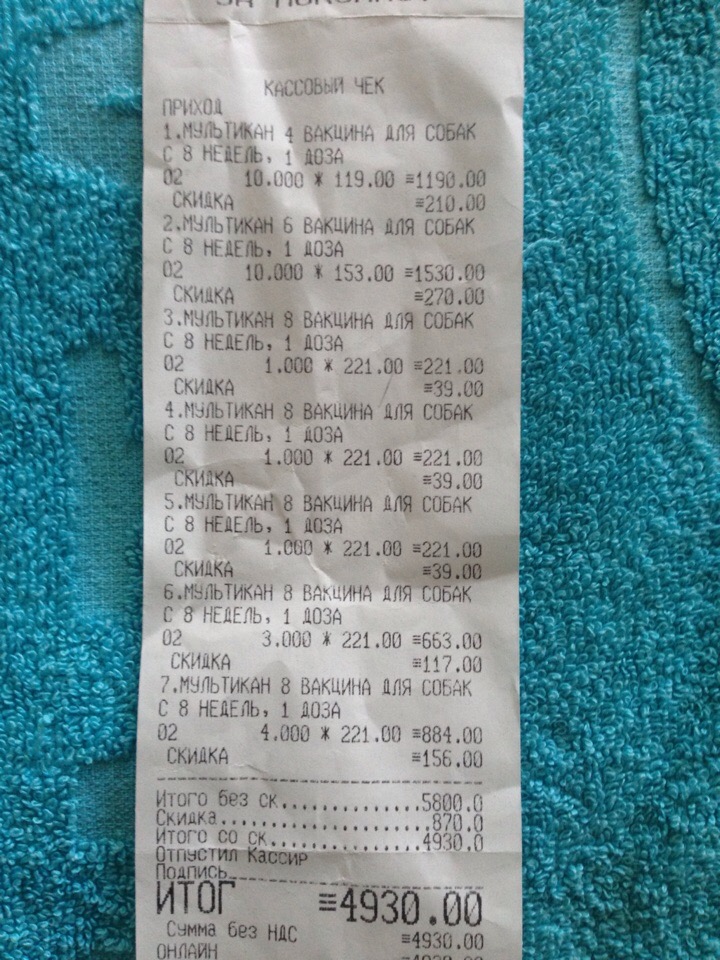 КАССОВЫЙ ЧЕК
ПРИХОД
1.МУЛЬТИКАН 4 ВАКЦИНА ДЛЯ СОБАК
С 8 НЕДЕЛЬ, 1 ДОЗА
02 10.000 * 119.00 ≡1190.00
СКИДКА ≡210.00
2.МУЛЬТИКАН 6 ВАКЦИНА ДЛЯ СОБАК
С 8 НЕДЕЛЬ, 1 ДОЗА
02 10.000 * 153.00 ≡1530.00
СКИДКА ≡270.00
3.МУЛЬТИКАН 8 ВАКЦИНА ДЛЯ СОБАК
С 8 НЕДЕЛЬ, 1 ДОЗА
02 1.000 * 221.00 ≡221.00
СКИДКА ≡39.00
4.МУЛЬТИКАН 8 ВАКЦИНА ДЛЯ СОБАК
С 8 НЕДЕЛЬ, 1 ДОЗА
02 1.000 * 221.00 ≡221.00
СКИДКА ≡39.00
5.МУЛЬТИКАН 8 ВАКЦИНА ДЛЯ СОБАК
С 8 НЕДЕЛЬ, 1 ДОЗА
02 1.000 * 221.00 ≡221.00
СКИДКА ≡39.00
6.МУЛЬТИКАН 8 ВАКЦИНА ДЛЯ СОБАК
С 8 НЕДЕЛЬ, 1 ДОЗА
02 3.000 * 221.00 ≡663.00
СКИДКА ≡117.00
7.МУЛЬТИКАН 8 ВАКЦИНА ДЛЯ СОБАК
С 8 НЕДЕЛЬ, 1 ДОЗА
02 4.000 * 221.00 ≡884.00
СКИДКА ≡156.00
Итого без ск..............5800.0
Скидка.....................870.0
Итого со ск...............4930.0
Отпустил Кассир
Подпись
ИТОГ ≡4930.00
Сумма без НДС ≡4930.00
ОНЛАЙН